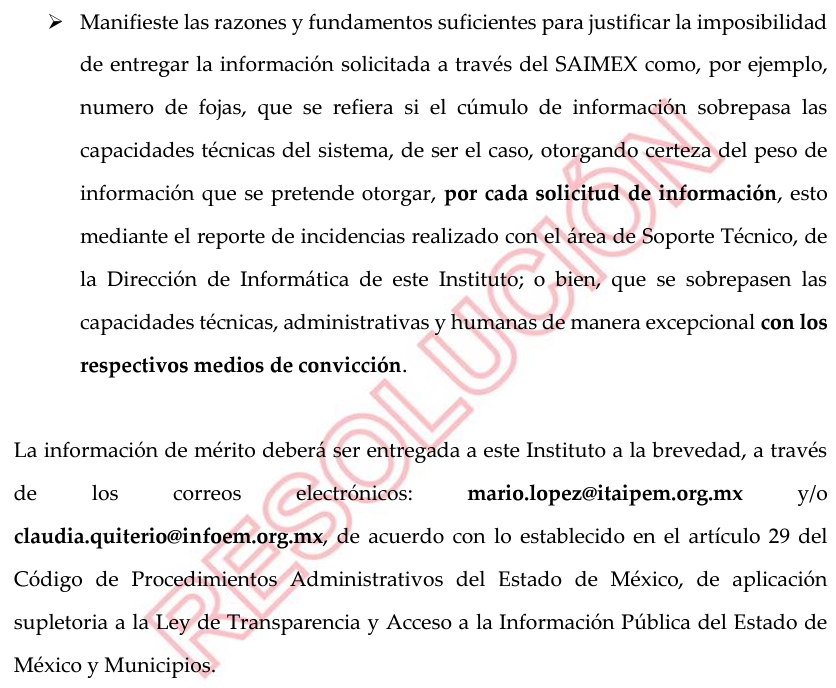 ➢ Manifieste las razones y fundamentos suficientes para justificar la imposibilidad
de entregar la información solicitada a través del SAIMEX como, por ejemplo,
numero de fojas, que se refiera si el cúmulo de información sobrepasa las
capacidades técnicas del sistema, de ser el caso, otorgando certeza del peso de
información que se pretende otorgar, por cada solicitud de información, esto
mediante el reporte de incidencias realizado con el área de Soporte Técnico, de
la Dirección de Informática de este Instituto; o bien, que se sobrepasen las
capacidades técnicas, administrativas y humanas de manera excepcional con los
respectivos medios de convicción.
La información de mérito deberá ser entregada a este Instituto a la brevedad, a través
de los correos electrónicos: mario.lopez@itaipem.org.mx y/o
claudia.quiterio@infoem.org.mx, de acuerdo con lo establecido en el artículo 29 del
Código de Procedimientos Administrativos del Estado de México, de aplicación
supletoria a la Ley de Transparencia y Acceso a la Información Pública del Estado de
México y Municipios.
RESOLUCIÓN